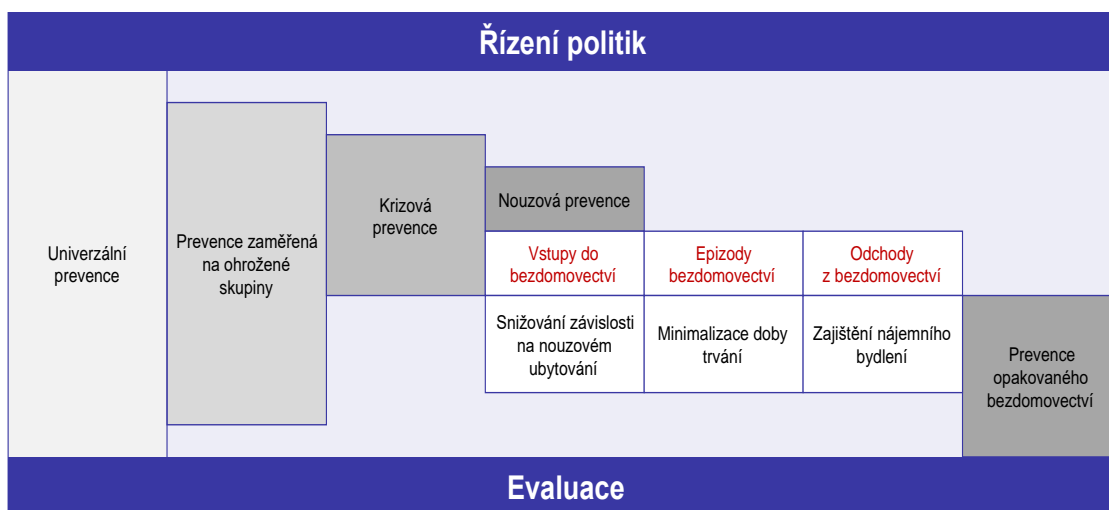 Řízení politik
Univerzální
prevence
Prevence zaměřená
na ohrožené
skupiny
Krizová
prevence
Nouzová prevence
Vstupy do
bezdomovectví
Epizody
bezdomovectví
Odchody
z bezdomovectví
Snižování závislosti
na nouzovém
ubytování
Minimalizace doby
trvání
Zajištění nájemního
bydlení
Prevence
opakovaného
bezdomovectví
Evaluace